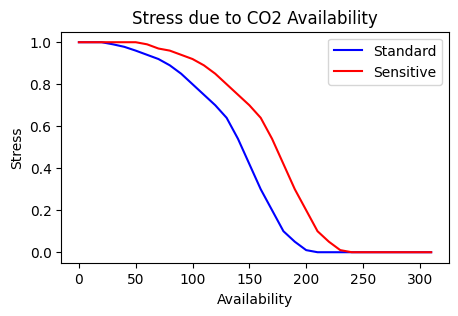 Stress due to CO2 Availability
Standard
Sensitive
Stress
1.0
0.8
0.6
0.4
0.2
0.0
0 50 100 150 200 250 300
Availability